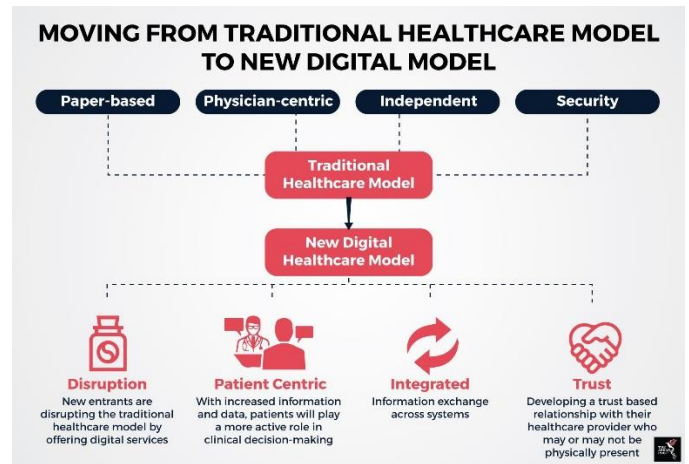 MOVING FROM TRADITIONAL HEALTHCARE MODEL
TO NEW DIGITAL MODEL
Paper-based
Physician-centric
Independent
Security
Traditional
Healthcare Model
New Digital
Healthcare Model
Disruption
New entrants are
disrupting the traditional
healthcare model by
offering digital services
Patient Centric
With increased information
and data, patients will play
a more active role in
clinical decision-making
Integrated
Information exchange
across systems
Trust
Developing a trust based
relationship with their
healthcare provider who
may or may not be
physically present